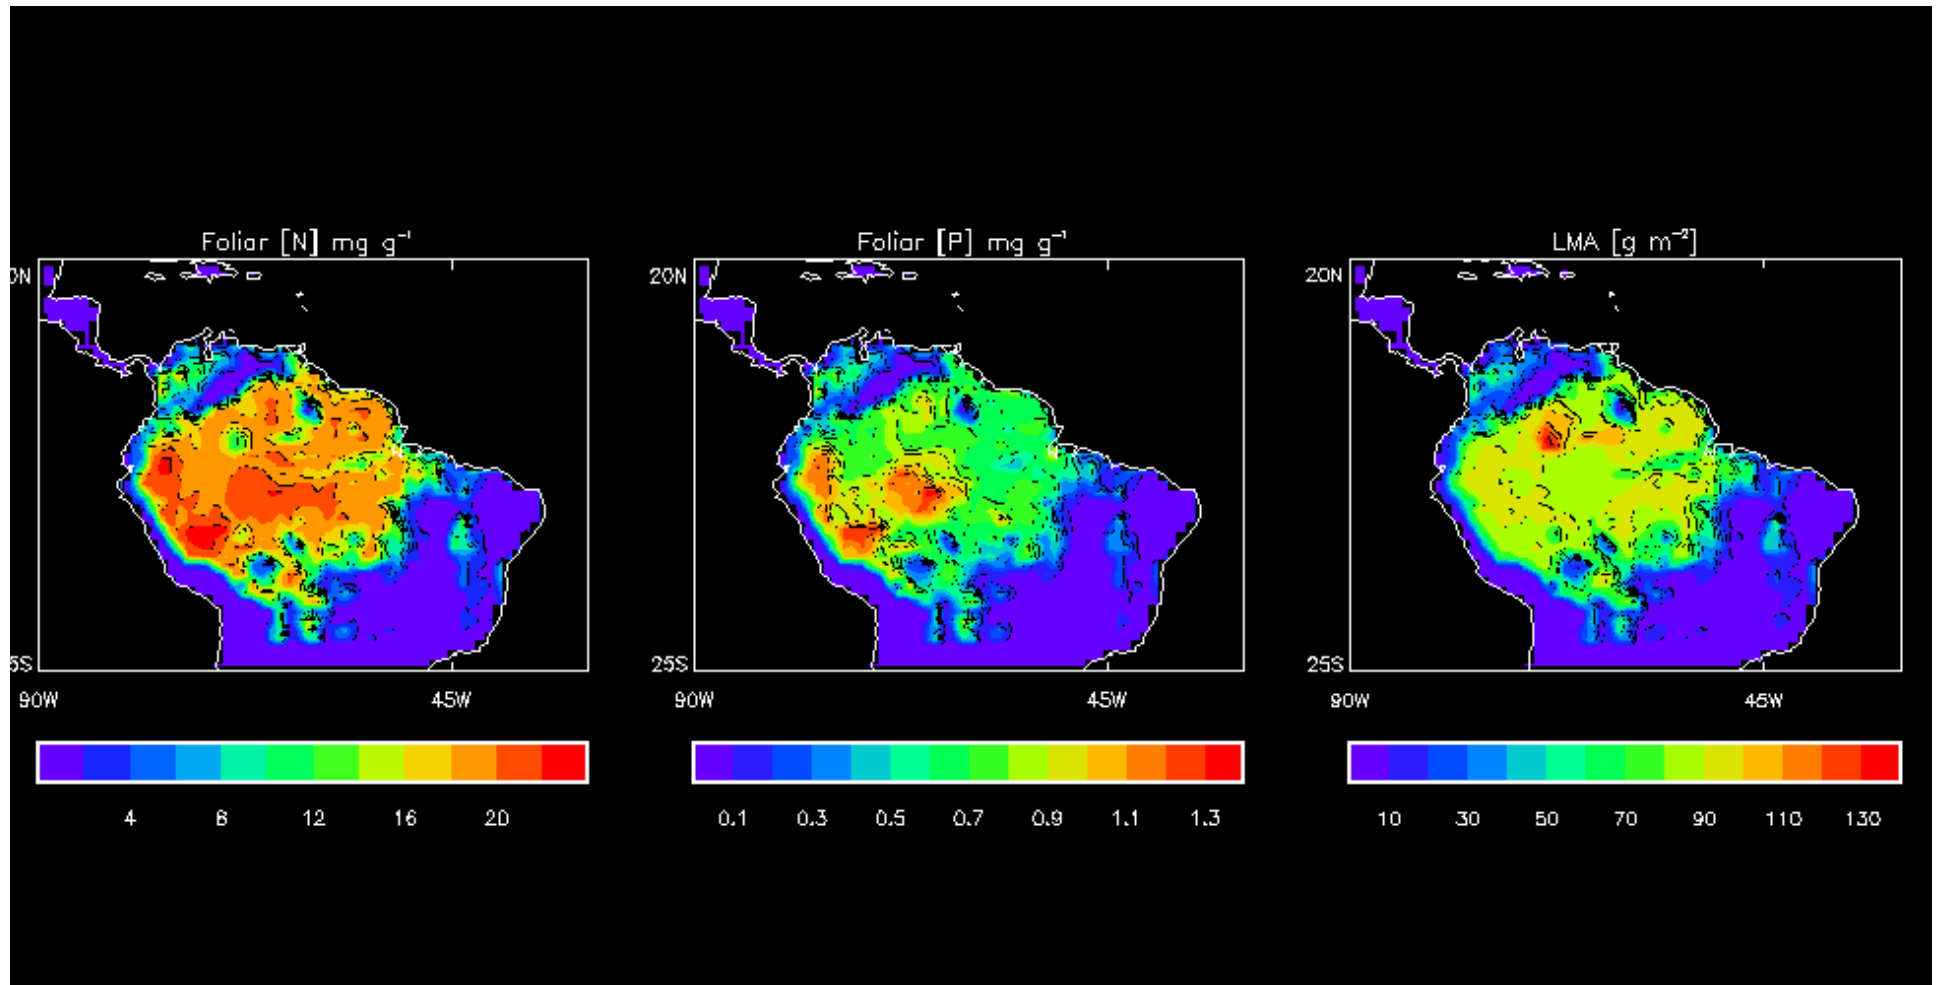 Foliar [N] mg g⁻¹
Foliar [P] mg g⁻¹
LMA [g m⁻²]
0N
20N
20N
5S
25S
25S
90W
45W
90W
45W
90W
45W
4 8 12 16 20
0.1 0.3 0.5 0.7 0.9 1.1 1.3
10 30 50 70 90 110 130